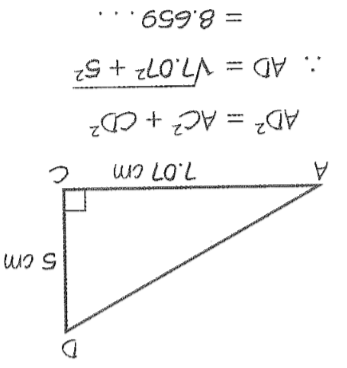 D
5 cm
A
7.07 cm
C
AD² = AC² + CD²
∴ AD = √7.07² + 5²
= 8.659 . . .